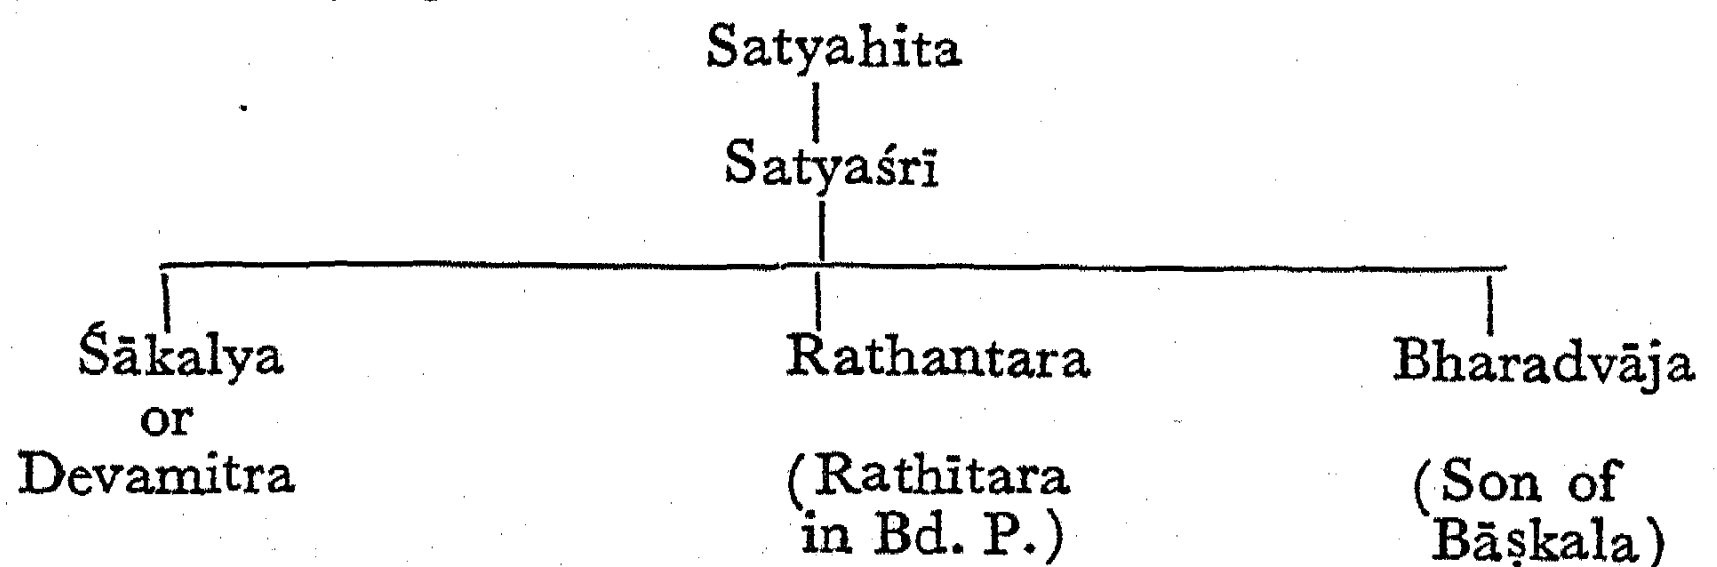 Satyahita
Satyaśrī
Śākalya
or
Devamitra
Rathantara
(Rathītara
in Bd. P.)
Bharadvāja
(Son of
Bāṣkala)